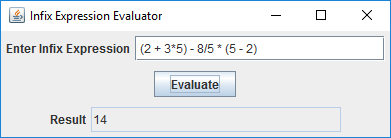 Infix Expression Evaluator
Enter Infix Expression (2 + 3*5) - 8/5 * (5 - 2)
Evaluate
Result 14